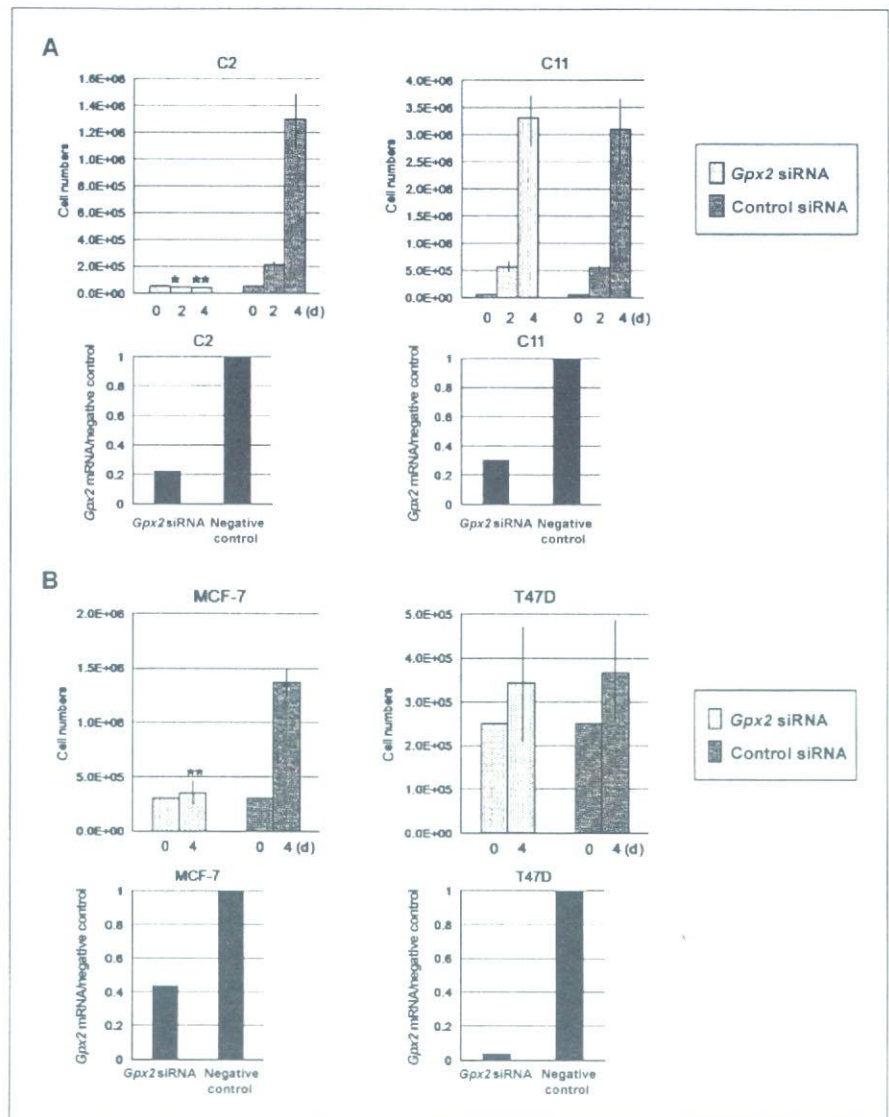 A
C2
C11
1.6E+06
1.4E+06
1.2E+06
1.0E+06
8.0E+05
6.0E+05
4.0E+05
2.0E+05
0.0E+00
Cell numbers
* **
0 2 4 0 2 4 (d)
4.0E+06
3.5E+06
3.0E+06
2.5E+06
2.0E+06
1.5E+06
1.0E+06
5.0E+05
0.0E+00
Cell numbers
0 2 4 0 2 4 (d)
Gpx2 siRNA
Control siRNA
C2
Gpx2 mRNA/negative control
1
0.8
0.6
0.4
0.2
0
Gpx2 siRNA Negative
control
C11
Gpx2 mRNA/negative control
1
0.8
0.6
0.4
0.2
0
Gpx2 siRNA Negative
control
B
MCF-7
Cell numbers
2.0E+06
1.5E+06
1.0E+06
5.0E+05
0.0E+00
**
0 4 0 4 (d)
T47D
Cell numbers
5.0E+05
4.0E+05
3.0E+05
2.0E+05
1.0E+05
0.0E+00
0 4 0 4 (d)
Gpx2 siRNA
Control siRNA
MCF-7
Gpx2 mRNA/negative control
1
0.8
0.6
0.4
0.2
0
Gpx2 siRNA Negative
control
T47D
Gpx2 mRNA/negative control
1
0.8
0.6
0.4
0.2
0
Gpx2 siRNA Negative
control